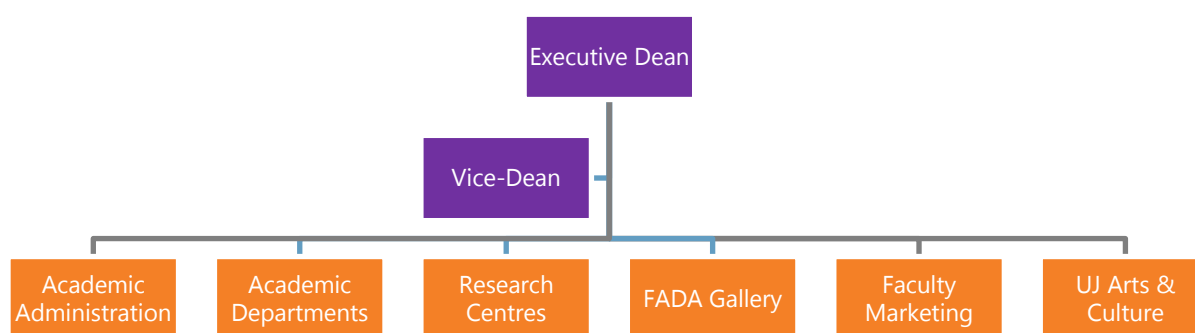 Executive Dean
Vice-Dean
Academic
Administration
Academic
Departments
Research
Centres
FADA Gallery
Faculty
Marketing
UJ Arts &
Culture